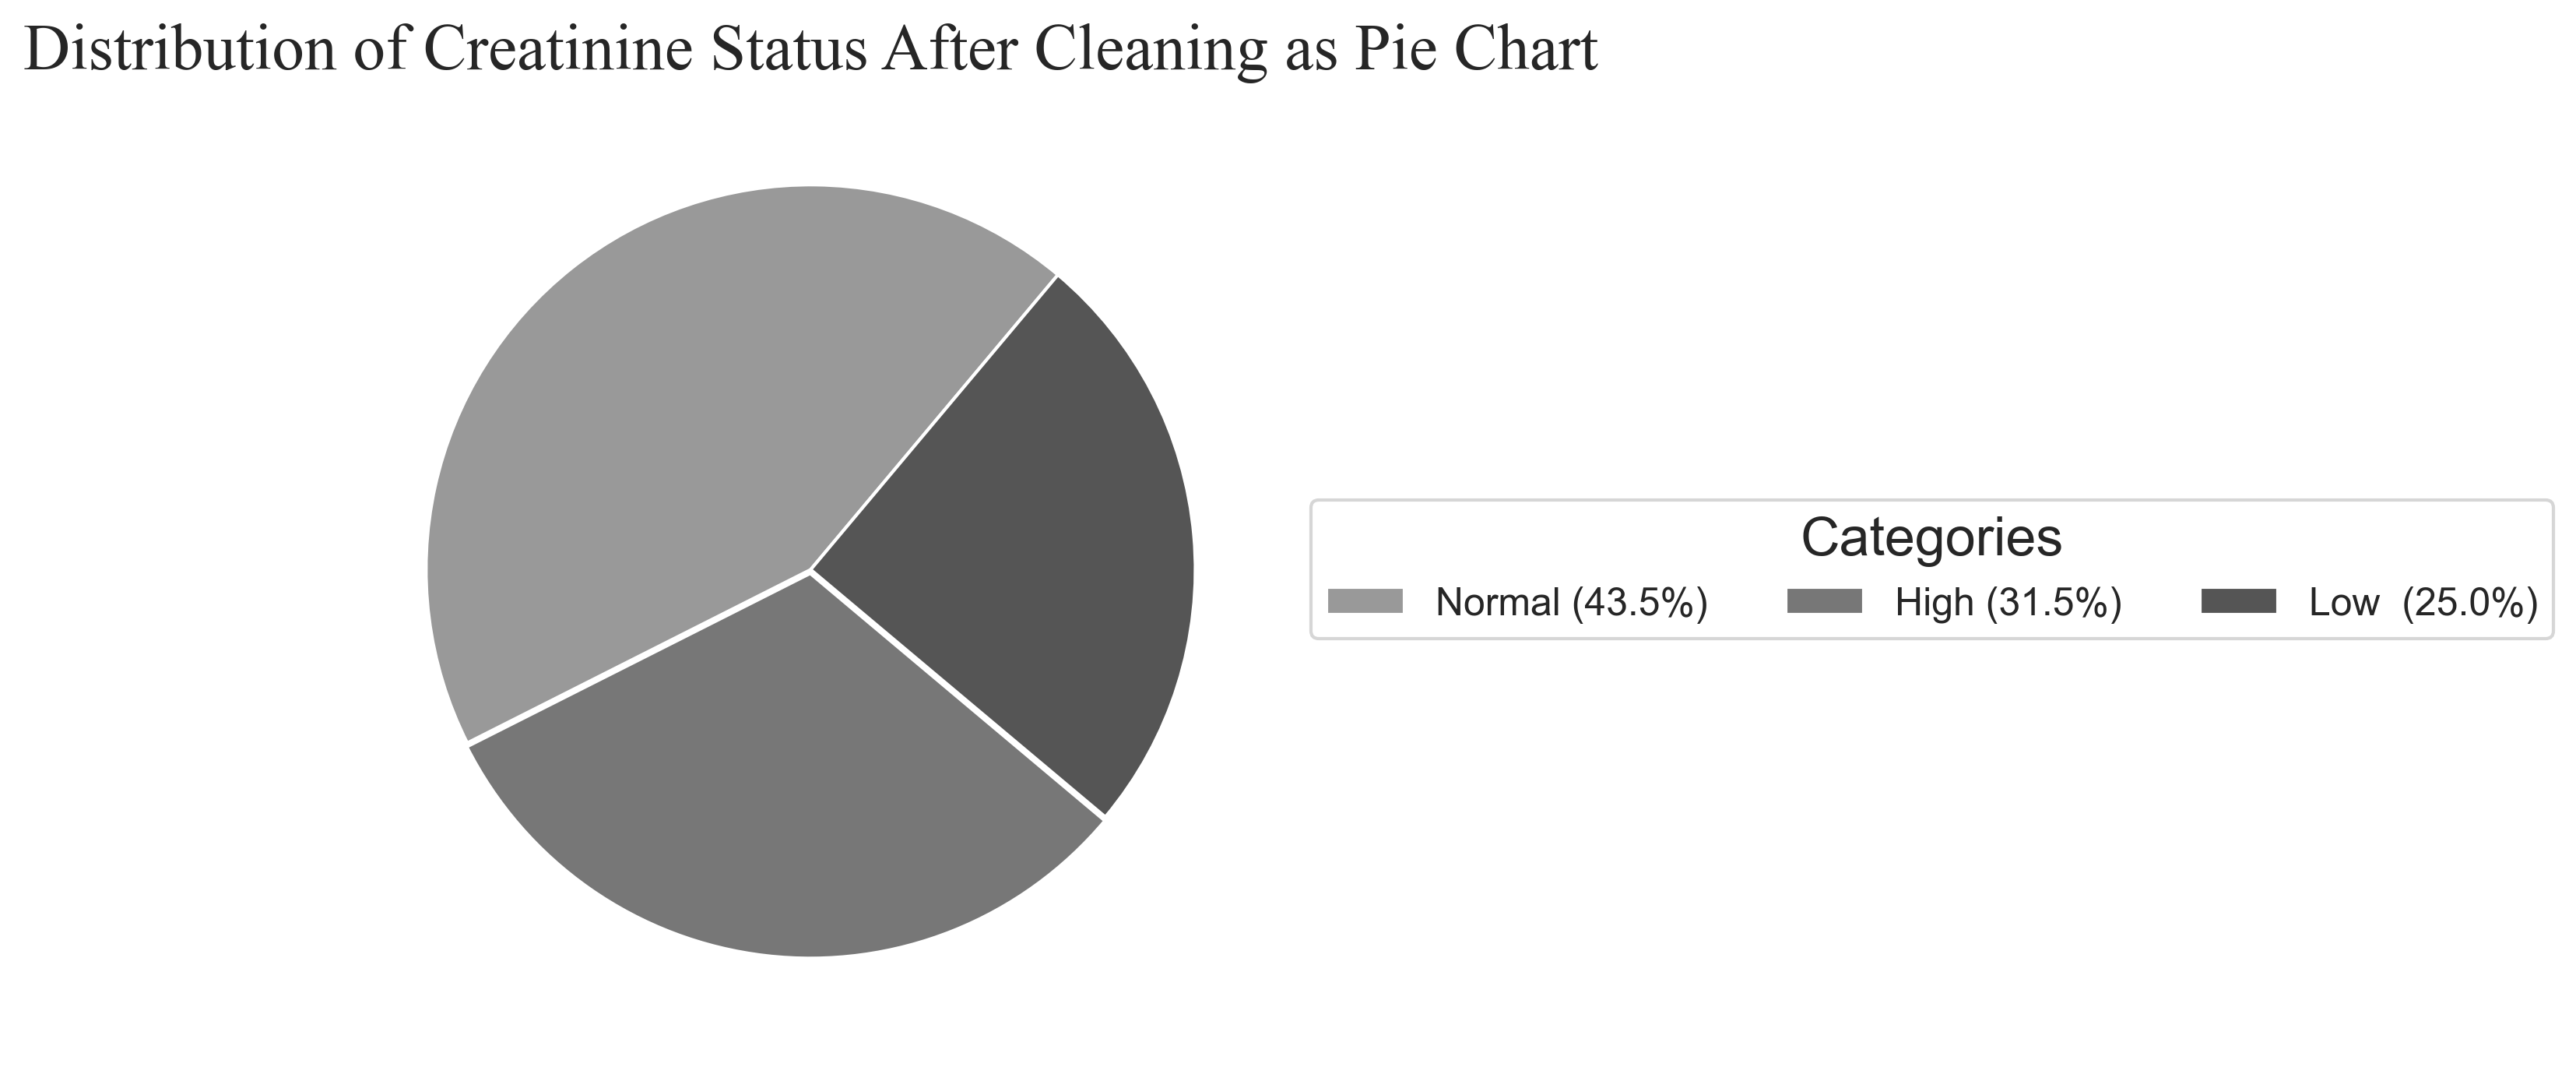 Distribution of Creatinine Status After Cleaning as Pie Chart
Categories
Normal (43.5%) High (31.5%) Low  (25.0%)